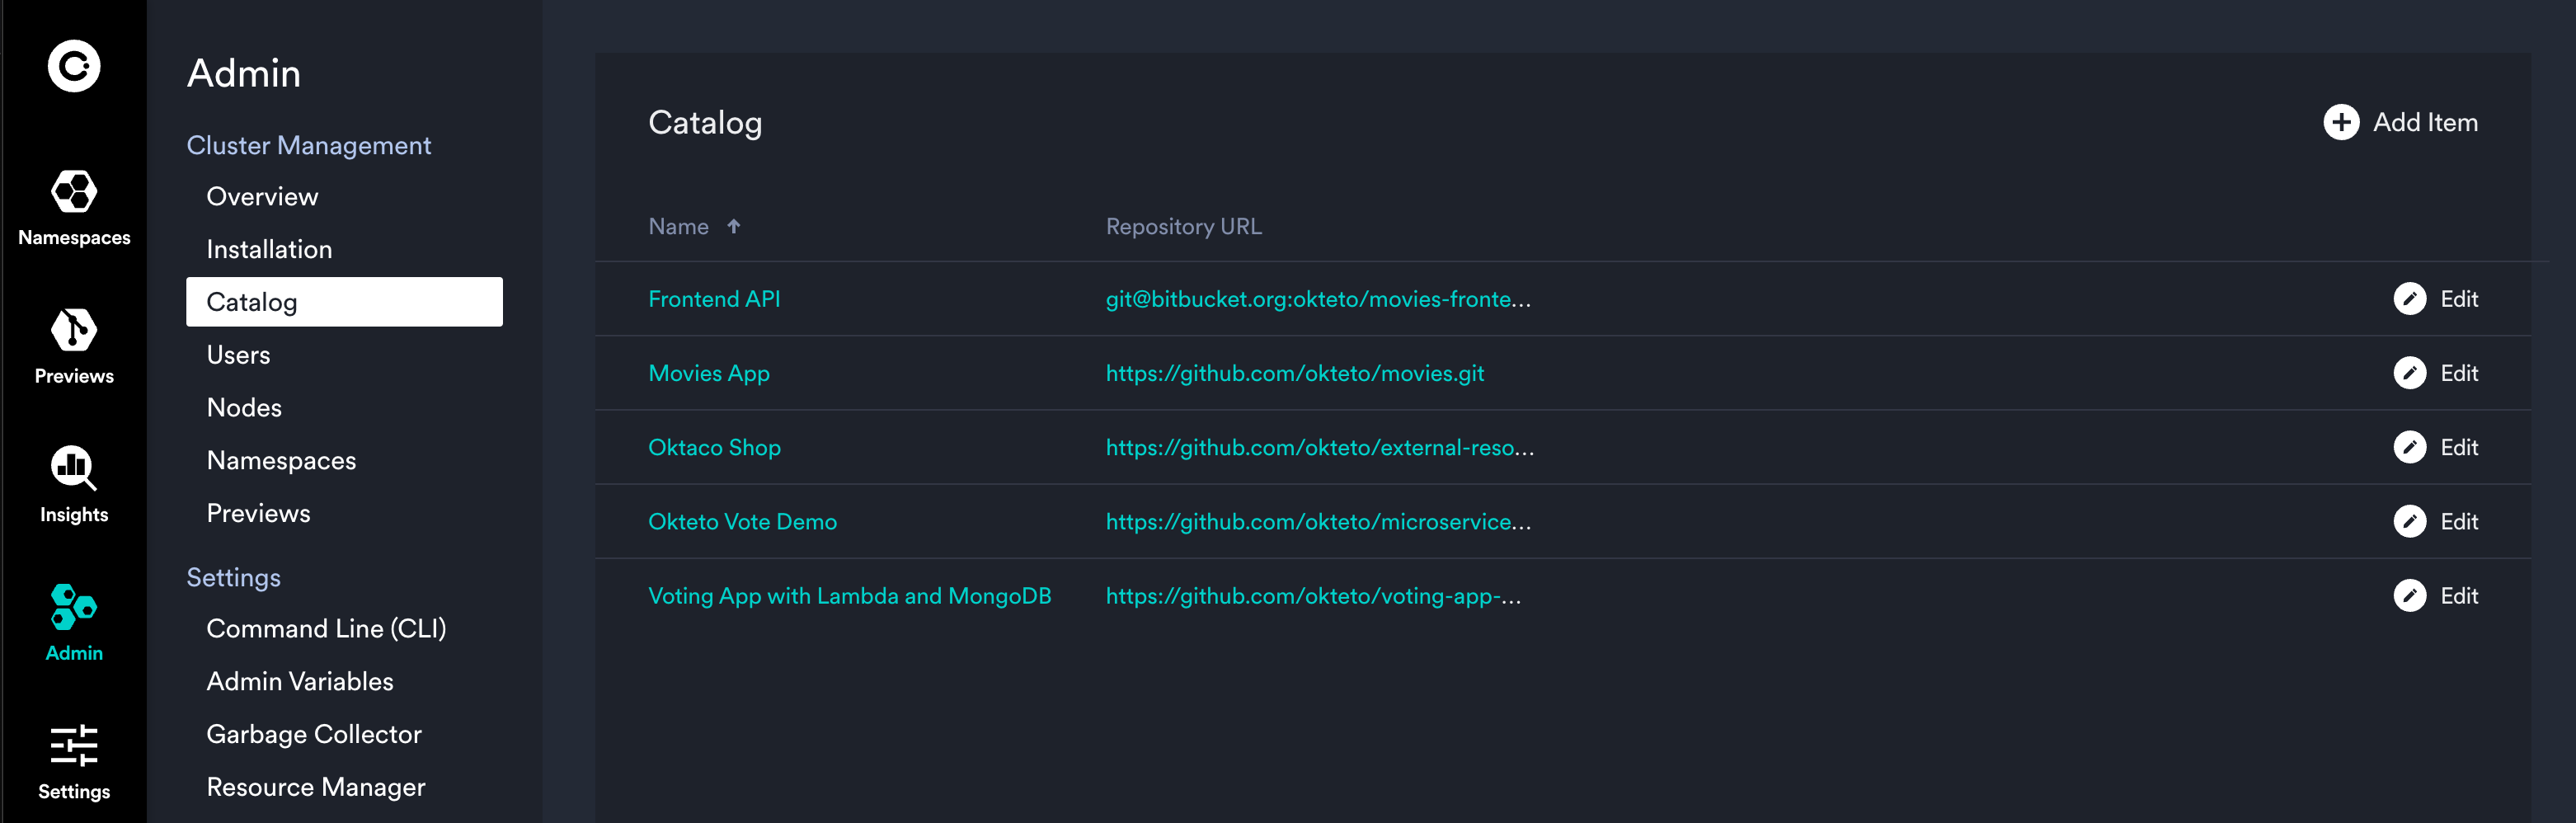 Namespaces
Previews
Insights
Admin
Settings
Admin
Cluster Management
Overview
Installation
Catalog
Users
Nodes
Namespaces
Previews
Settings
Command Line (CLI)
Admin Variables
Garbage Collector
Resource Manager
Catalog
Add Item
Name Repository URL
Frontend API git@bitbucket.org:okteto/movies-fronte... Edit
Movies App https://github.com/okteto/movies.git Edit
Oktaco Shop https://github.com/okteto/external-reso... Edit
Okteto Vote Demo https://github.com/okteto/microservice... Edit
Voting App with Lambda and MongoDB https://github.com/okteto/voting-app-... Edit